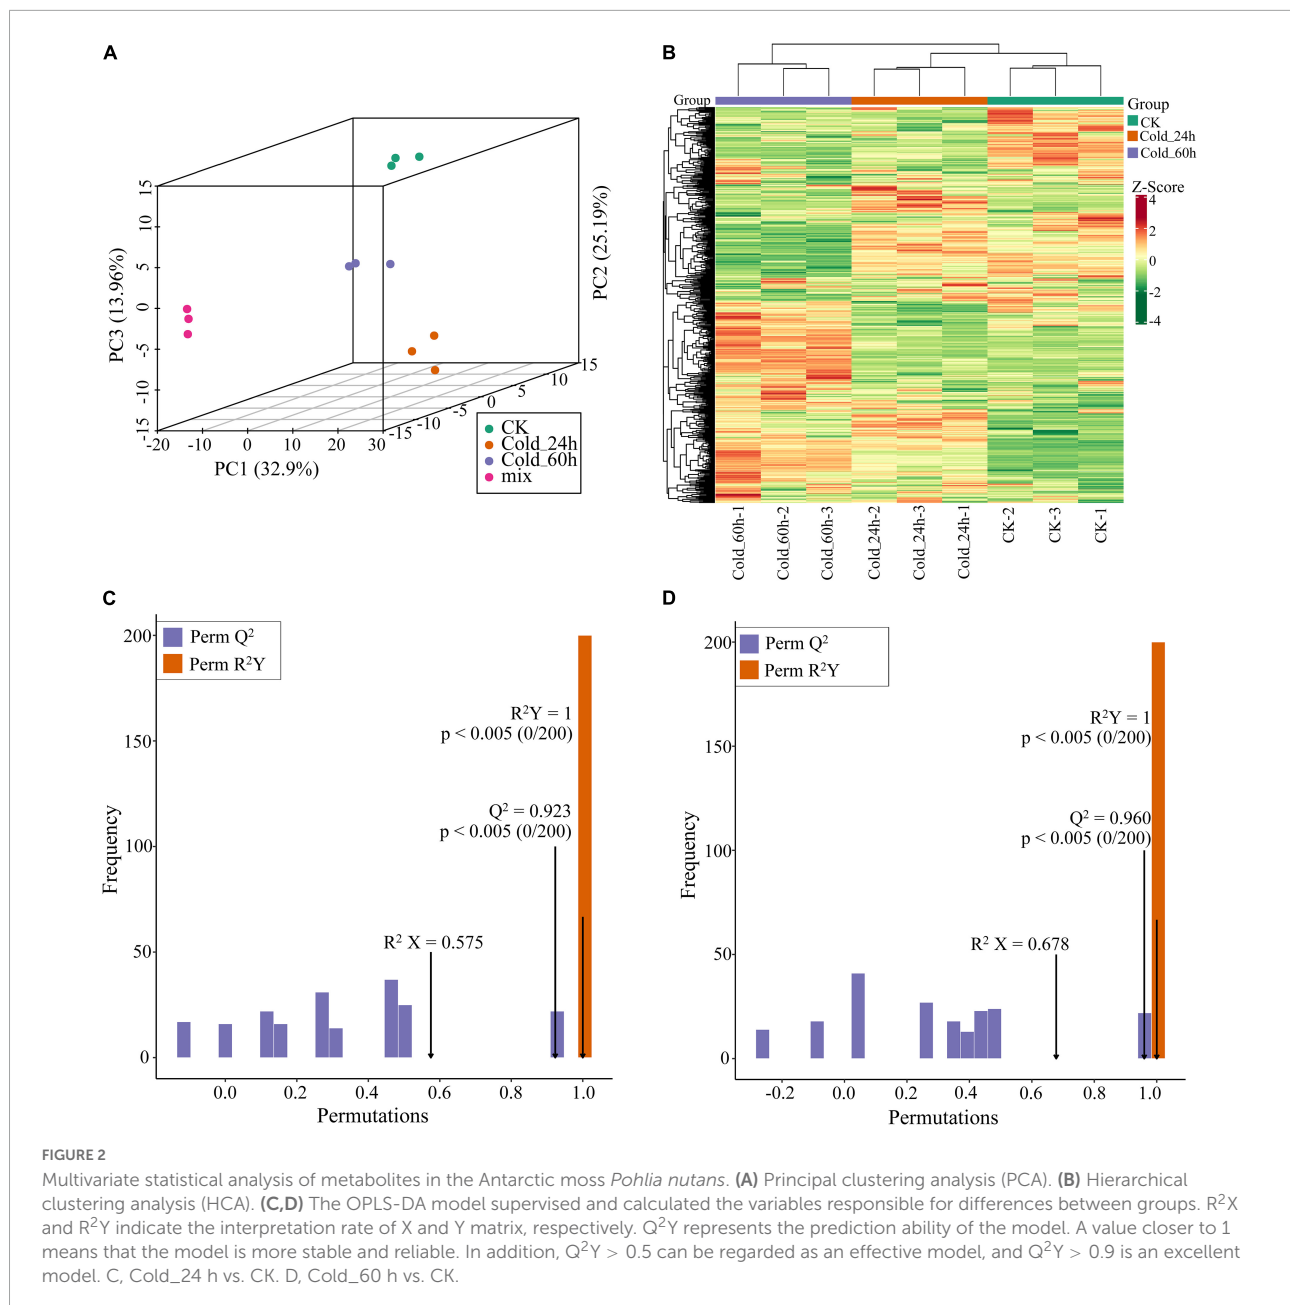 A
15
10
5
0
-5
-10
-15
PC3 (13.96%)
-20
-10
0
10
20
30
PC1 (32.9%)
-15
-10
-5
0
5
10
15
PC2 (25.19%)
CK
Cold_24h
Cold_60h
mix
B
Group
Group
CK
Cold_24h
Cold_60h
Z-Score
4
2
0
-2
-4
Cold_60h-1
Cold_60h-2
Cold_60h-3
Cold_24h-2
Cold_24h-3
Cold_24h-1
CK-2
CK-3
CK-1
C
Perm Q²
Perm R²Y
R²Y = 1
p < 0.005 (0/200)
Q² = 0.923
p < 0.005 (0/200)
R² X = 0.575
200
150
100
50
0
Frequency
0.0
0.2
0.4
0.6
0.8
1.0
Permutations
D
Perm Q²
Perm R²Y
R²Y = 1
p < 0.005 (0/200)
Q² = 0.960
p < 0.005 (0/200)
R² X = 0.678
200
150
100
50
0
Frequency
-0.2
0.0
0.2
0.4
0.6
0.8
1.0
Permutations
FIGURE 2
Multivariate statistical analysis of metabolites in the Antarctic moss Pohlia nutans. (A) Principal clustering analysis (PCA). (B) Hierarchical
clustering analysis (HCA). (C,D) The OPLS-DA model supervised and calculated the variables responsible for differences between groups. R²X
and R²Y indicate the interpretation rate of X and Y matrix, respectively. Q²Y represents the prediction ability of the model. A value closer to 1
means that the model is more stable and reliable. In addition, Q²Y > 0.5 can be regarded as an effective model, and Q²Y > 0.9 is an excellent
model. C, Cold_24 h vs. CK. D, Cold_60 h vs. CK.